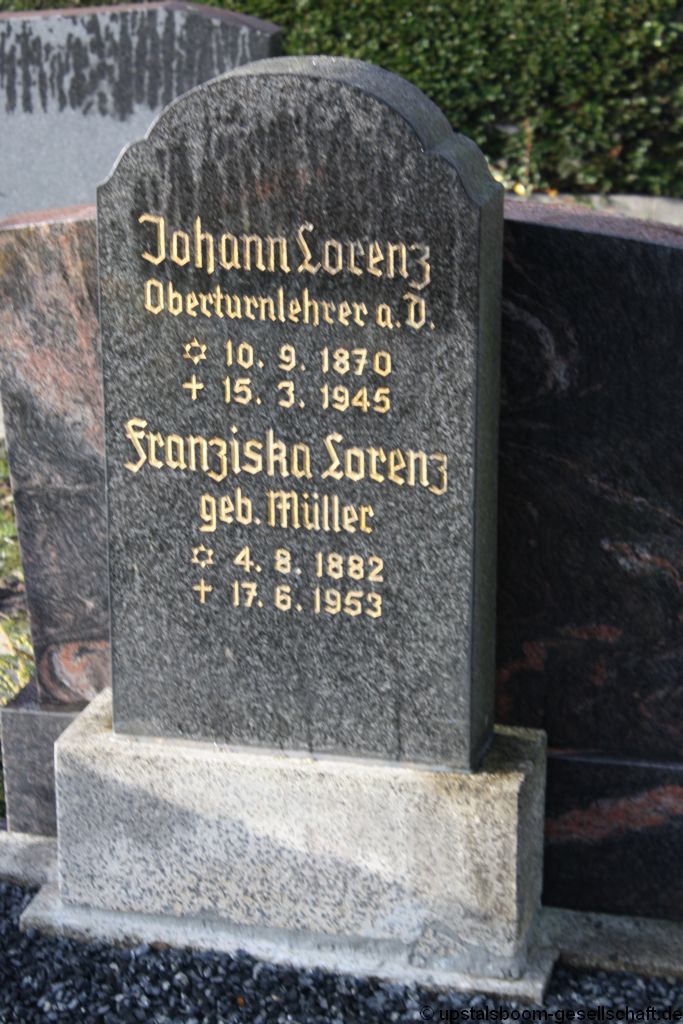 Johann Lorenz
Oberturnlehrer a.D.
✡ 10. 9. 1870
✝ 15. 3. 1945
Franziska Lorenz
geb. Müller
✡ 4. 8. 1882
✝ 17. 6. 1953
© upstalsboom-gesellschaft.de